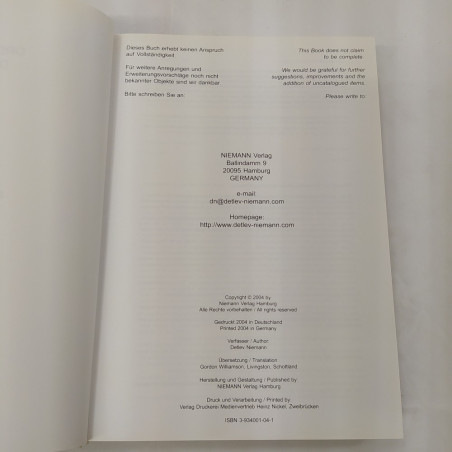 Dieses Buch erhebt keinen Anspruch
auf Vollständigkeit.
Für weitere Anregungen und
Erweiterungsvorschläge noch nicht
bekannter Objekte sind wir dankbar
Bitte schreiben Sie an:
This Book does not claim
to be complete.
We would be grateful for further
suggestions, improvements and the
addition of uncatalogued items.
Please write to:
NIEMANN Verlag
Ballindamm 9
20095 Hamburg
GERMANY
e-mail:
dn@detlev-niemann.com
Homepage:
http://www.detlev-niemann.com
Copyright © 2004 by
Niemann Verlag Hamburg
Alle Rechte vorbehalten / All rights reserved
Gedruckt 2004 in Deutschland
Printed 2004 in Germany
Verfasser / Author:
Detlev Niemann
Übersetzung / Translation:
Gordon Williamson, Livingston, Schottland
Herstellung und Gestaltung / Published by:
NIEMANN Verlag Hamburg
Druck und Verarbeitung / Printed by:
Verlag Druckerei Medienvertrieb Heinz Nickel, Zweibrücken
ISBN 3-934001-04-1